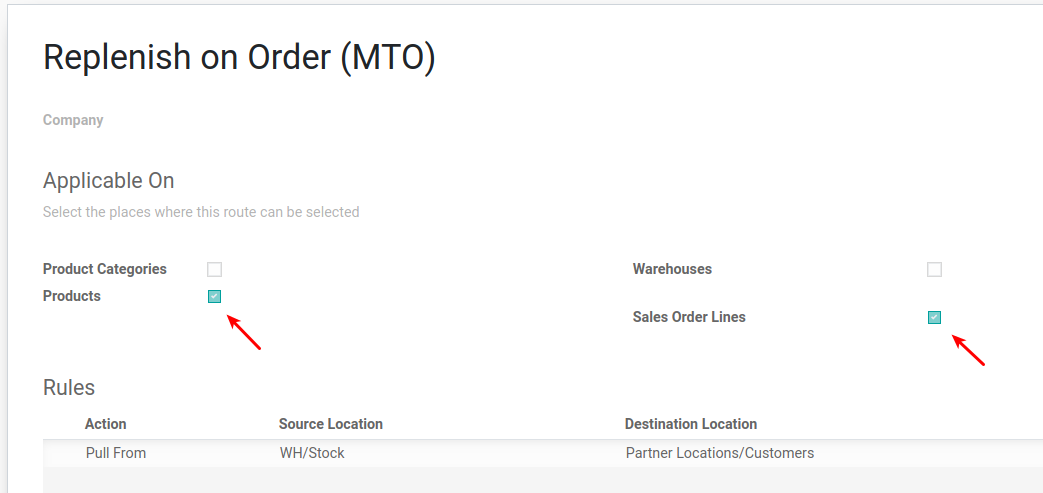 Replenish on Order (MTO)
Company
Applicable On
Select the places where this route can be selected
Product Categories
Warehouses
Products
Sales Order Lines
Rules
Action Source Location Destination Location
Pull From WH/Stock Partner Locations/Customers